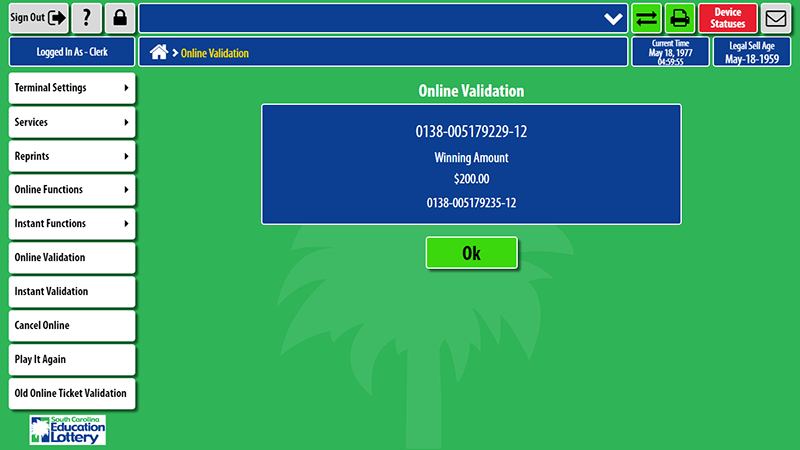 Sign Out
?
Device
Statuses
Logged In As - Clerk
> Online Validation
Current Time
May 18, 1977
04:59:55
Legal Sell Age
May-18-1959
Terminal Settings
Services
Reprints
Online Functions
Instant Functions
Online Validation
Instant Validation
Cancel Online
Play It Again
Old Online Ticket Validation
South Carolina
Education
Lottery
Online Validation
0138-005179229-12
Winning Amount
$200.00
0138-005179235-12
Ok